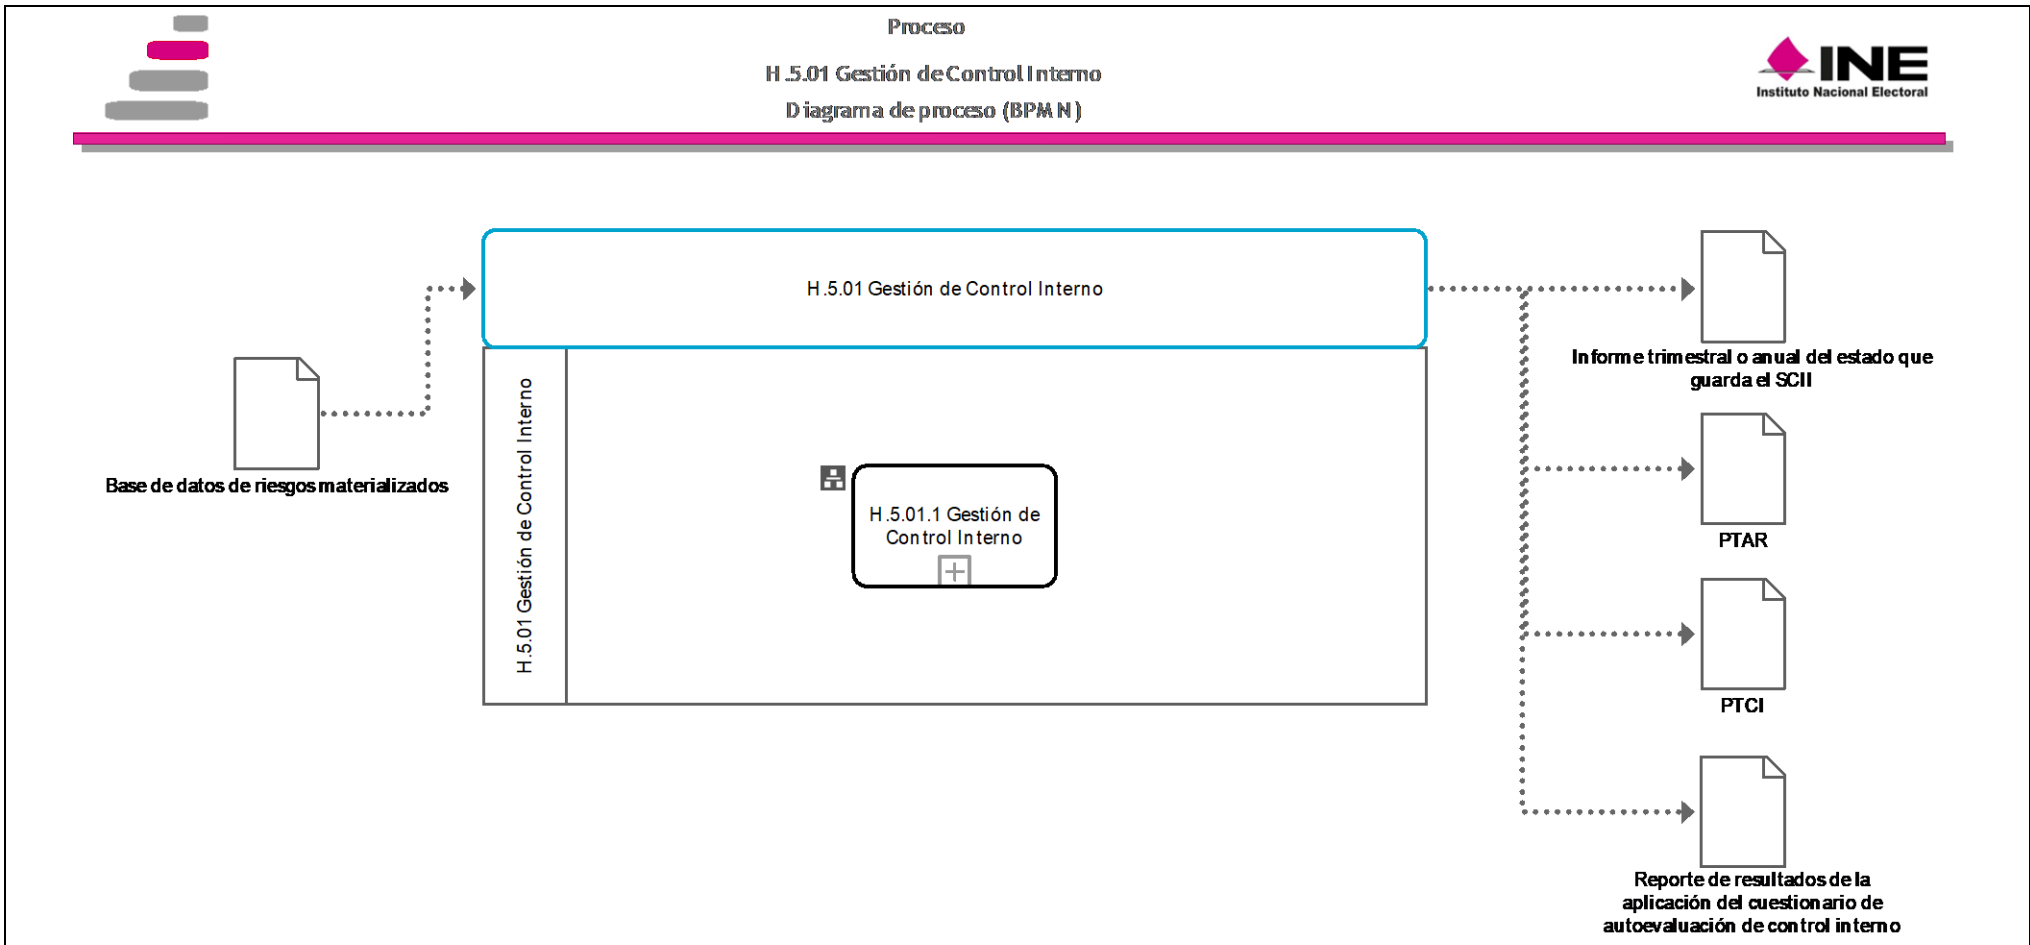 Proceso
H.5.01 Gestión de Control Interno
Diagrama de proceso (BPMN)
INE
Instituto Nacional Electoral
H.5.01 Gestión de Control Interno
Base de datos de riesgos materializados
H.5.01 Gestión de Control Interno
H.5.01.1 Gestión de
Control Interno
Informe trimestral o anual del estado que
guarda el SCII
PTAR
PTCI
Reporte de resultados de la
aplicación del cuestionario de
autoevaluación de control interno